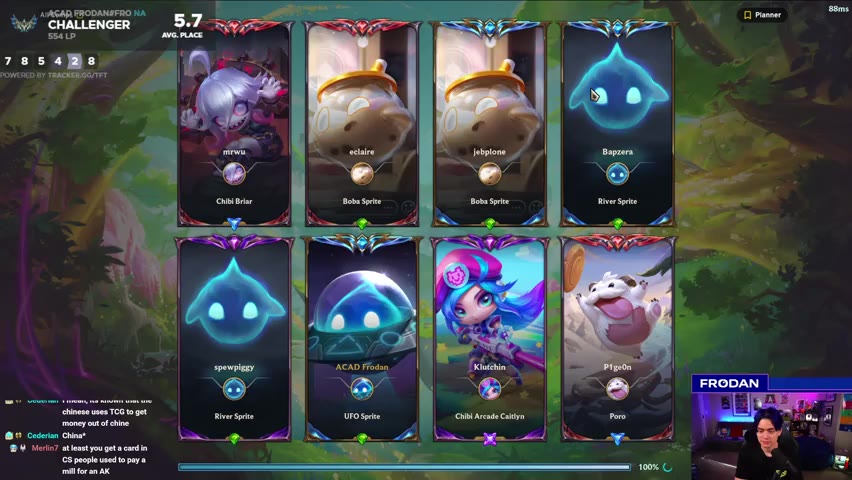 ACAD FRODAN#FRO NA
CHALLENGER
554 LP
5.7
AVG. PLACE
7 8 5 4 2 8
POWERED BY TRACKER.GG/TFT
Planner
88ms
mrwu
Chibi Briar
eclaire
Boba Sprite
jebplone
Boba Sprite
Bapzera
River Sprite
spewpiggy
River Sprite
ACAD Frodan
UFO Sprite
Klutchin
Chibi Arcade Caitlyn
P1ge0n
Poro
Cederian I mean, its known that the
chinese uses TCG to get
money out of chine
Cederian China*
Merlin7 at least you get a card in
CS people used to pay a
mill for an AK
100%
FRODAN